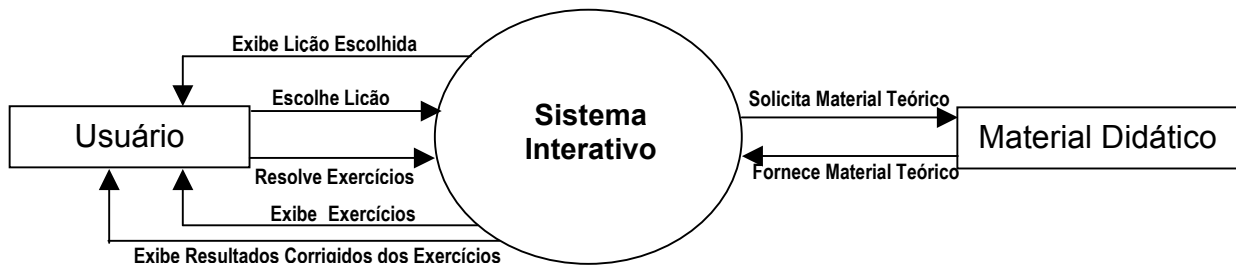 Exibe Lição Escolhida
Escolhe Licão
Usuário
Resolve Exercícios
Exibe Exercícios
Exibe Resultados Corrigidos dos Exercícios
Sistema
Interativo
Solicita Material Teórico
Material Didático
Fornece Material Teórico